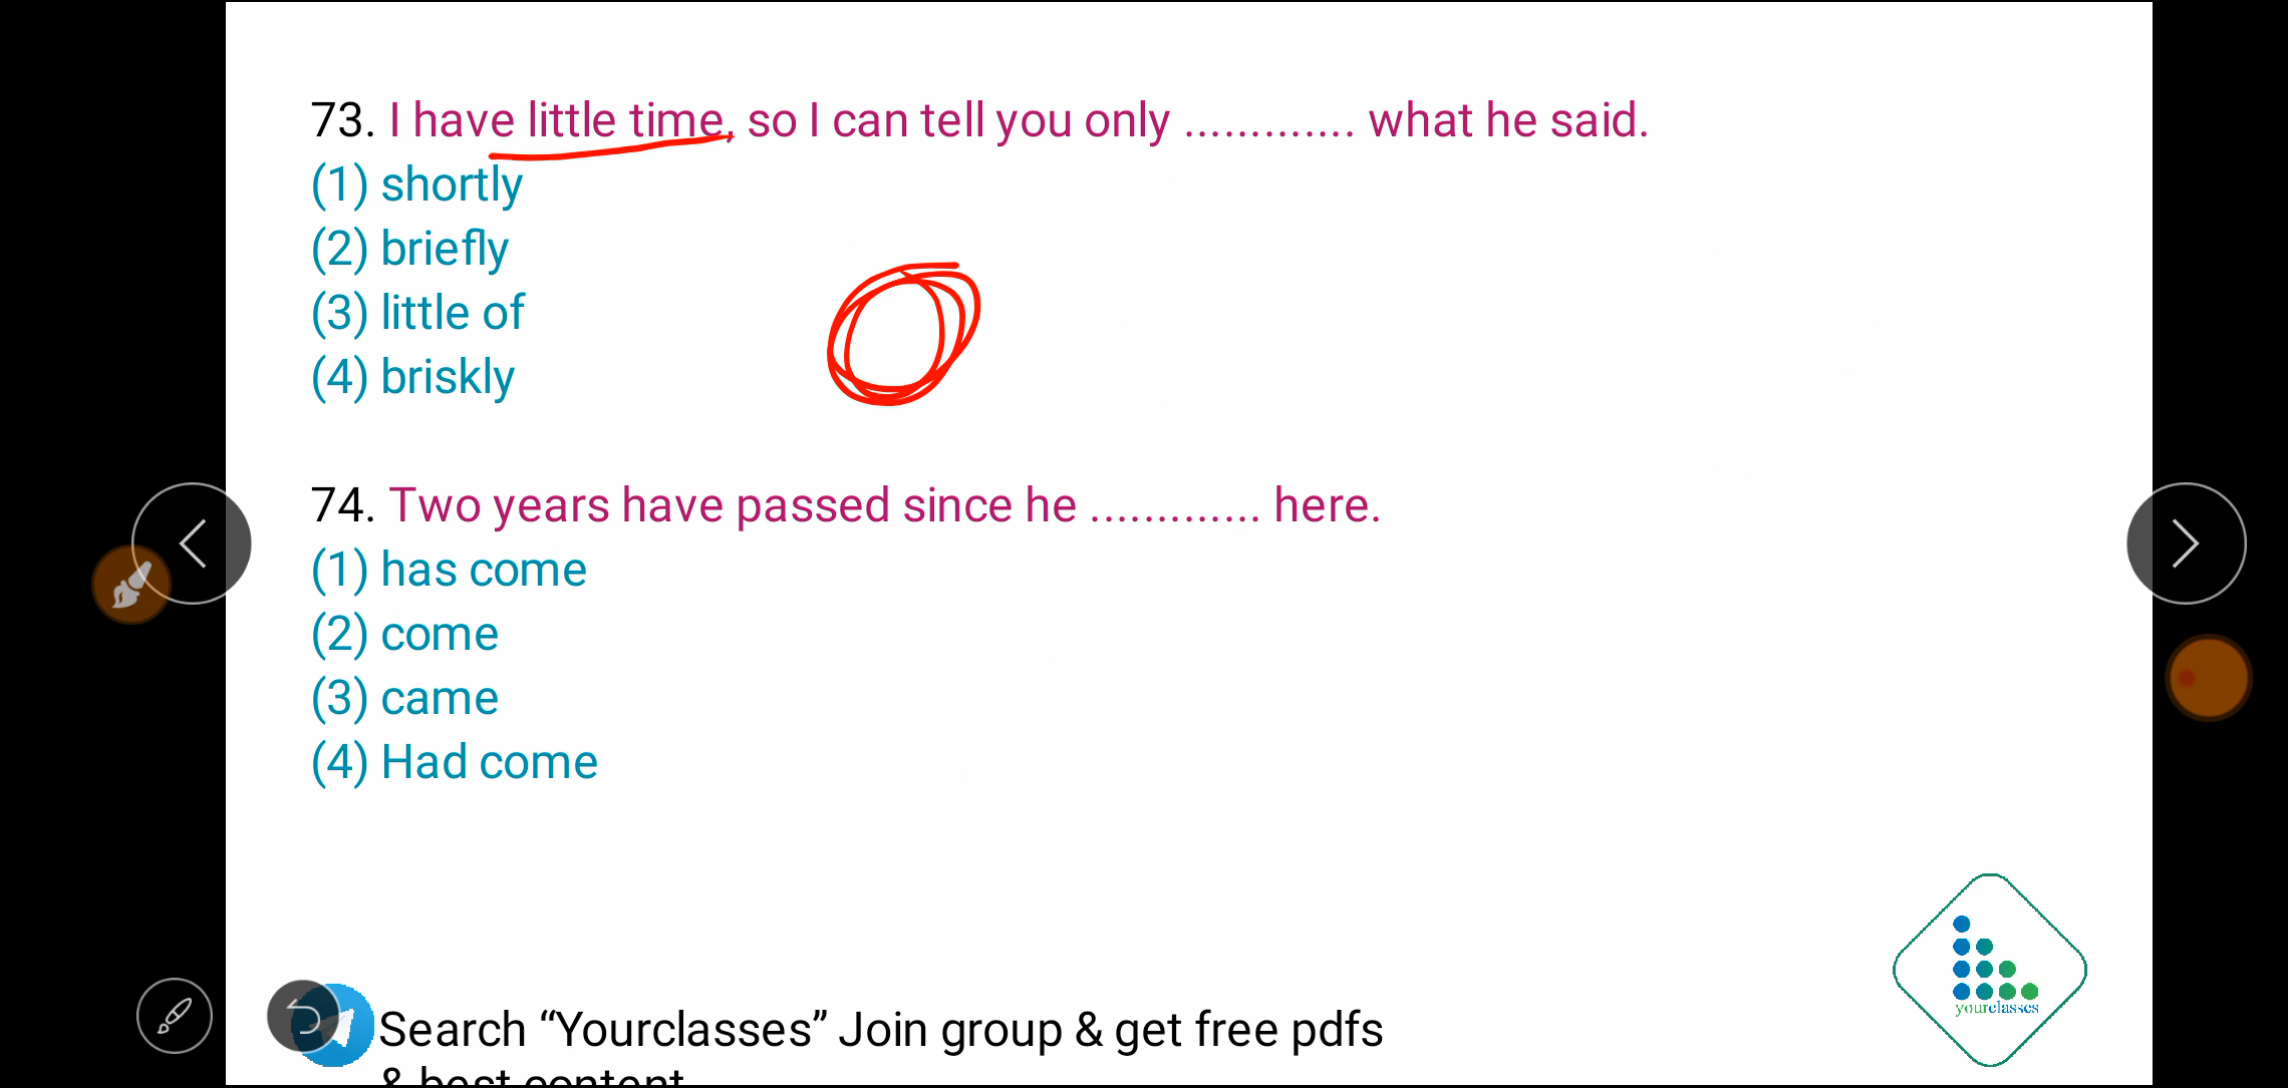 73. I have little time, so I can tell you only ............. what he said.
(1) shortly
(2) briefly
(3) little of
(4) briskly
74. Two years have passed since he ............. here.
(1) has come
(2) come
(3) came
(4) Had come
yourclasses
Search “Yourclasses” Join group & get free pdfs
& best content